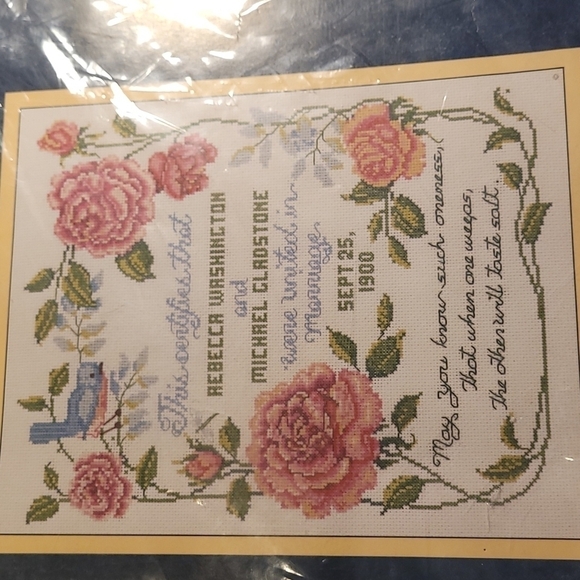 This certifies that
REBECCA WASHINGTON
and
MICHAEL GLADSTONE
were united in
Marriage,
SEPT 25,
1900
May you know such oneness,
That when one weeps,
The other will taste salt.